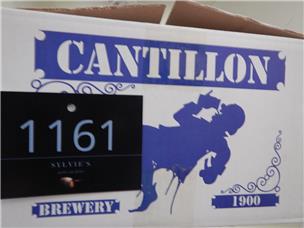 CANTILLON
1161
SYLVIE'S
BREWERY
1900